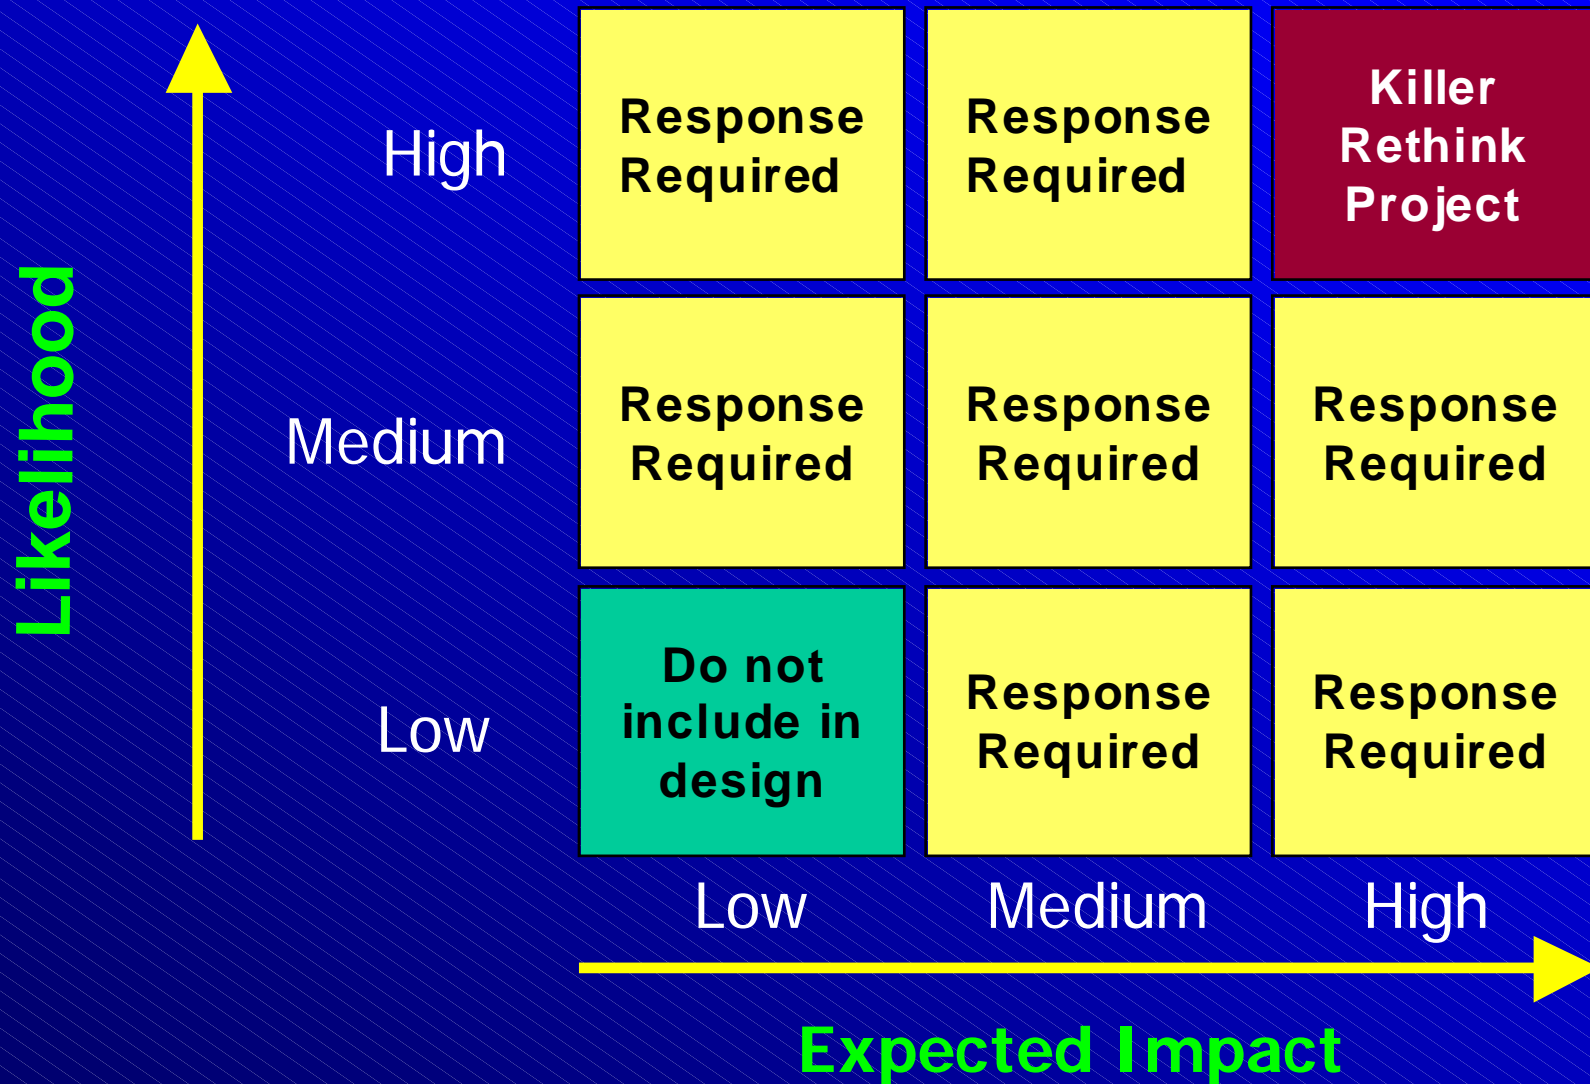 Likelihood
High
Response
Required
Response
Required
Killer
Rethink
Project
Medium
Response
Required
Response
Required
Response
Required
Low
Do not
include in
design
Response
Required
Response
Required
Low Medium High
Expected Impact